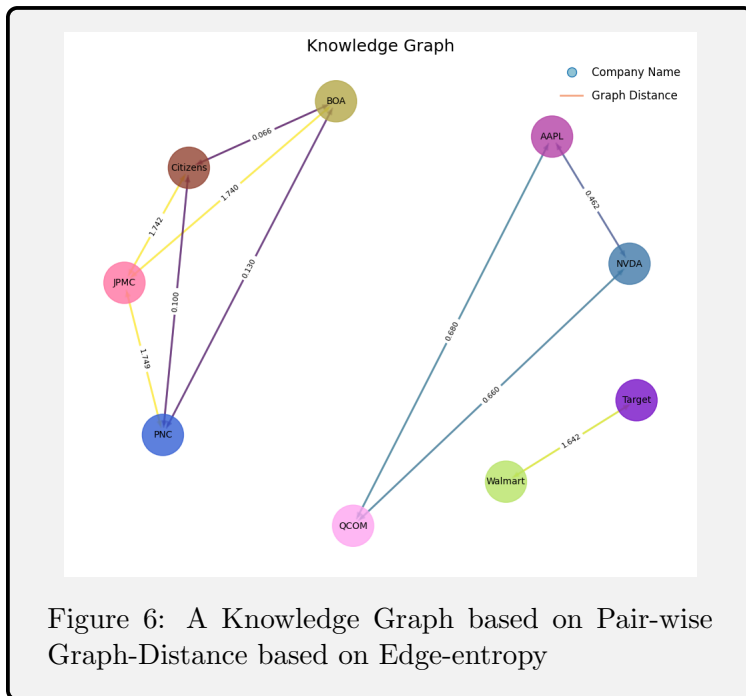 Knowledge Graph
Company Name
Graph Distance
BOA
AAPL
0.066
Citizens
1.740
0.462
1.742
NVDA
0.130
JPMC
0.100
0.680
1.749
0.660
Target
PNC
1.642
Walmart
QCOM
Figure 6: A Knowledge Graph based on Pair-wise
Graph-Distance based on Edge-entropy